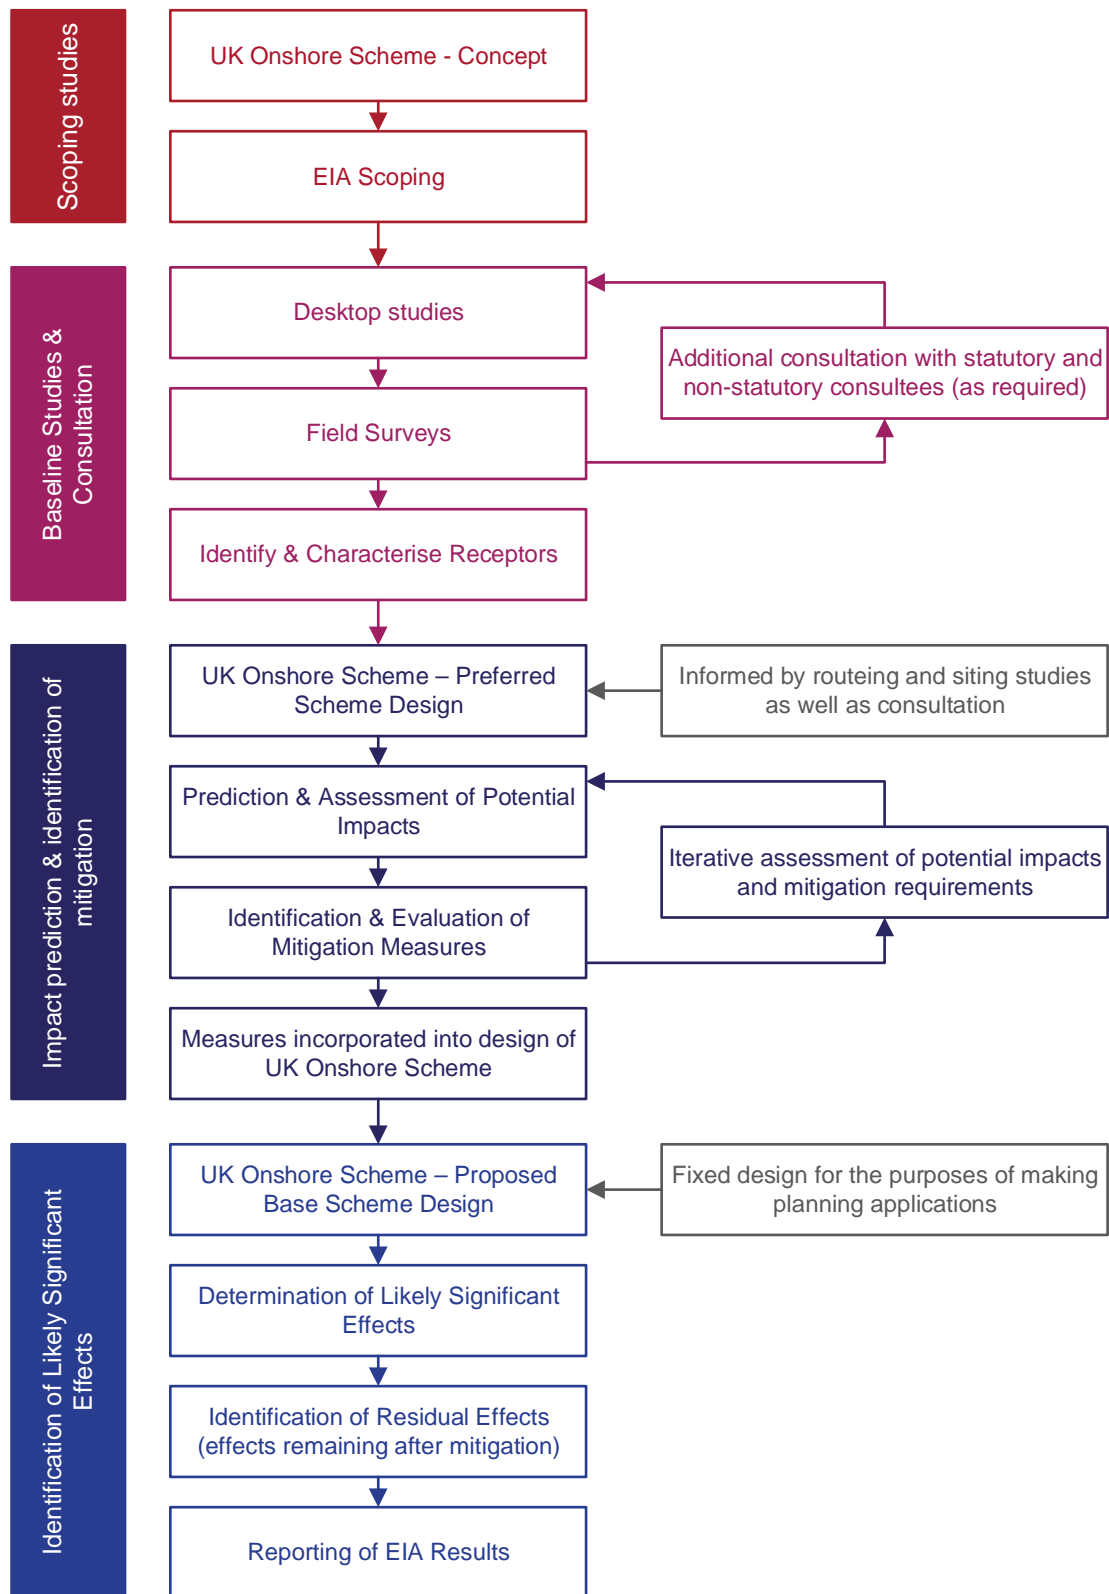 Scoping studies
UK Onshore Scheme - Concept
EIA Scoping
Baseline Studies &
Consultation
Desktop studies
Additional consultation with statutory and
non-statutory consultees (as required)
Field Surveys
Identify & Characterise Receptors
Impact prediction & identification of
mitigation
UK Onshore Scheme – Preferred
Scheme Design
Informed by routeing and siting studies
as well as consultation
Prediction & Assessment of Potential
Impacts
Iterative assessment of potential impacts
and mitigation requirements
Identification & Evaluation of
Mitigation Measures
Measures incorporated into design of
UK Onshore Scheme
Identification of Likely Significant
Effects
UK Onshore Scheme – Proposed
Base Scheme Design
Fixed design for the purposes of making
planning applications
Determination of Likely Significant
Effects
Identification of Residual Effects
(effects remaining after mitigation)
Reporting of EIA Results